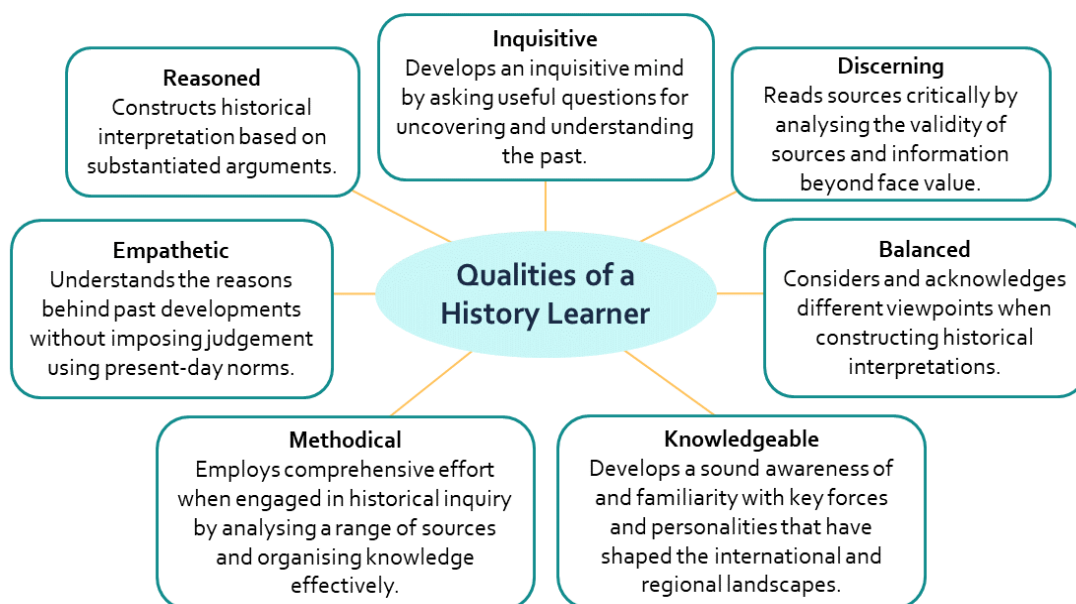 Inquisitive
Develops an inquisitive mind
by asking useful questions for
uncovering and understanding
the past.
Reasoned
Constructs historical
interpretation based on
substantiated arguments.
Discerning
Reads sources critically by
analysing the validity of
sources and information
beyond face value.
Empathetic
Understands the reasons
behind past developments
without imposing judgement
using present-day norms.
Qualities of a
History Learner
Balanced
Considers and acknowledges
different viewpoints when
constructing historical
interpretations.
Methodical
Employs comprehensive effort
when engaged in historical inquiry
by analysing a range of sources
and organising knowledge
effectively.
Knowledgeable
Develops a sound awareness of
and familiarity with key forces
and personalities that have
shaped the international and
regional landscapes.